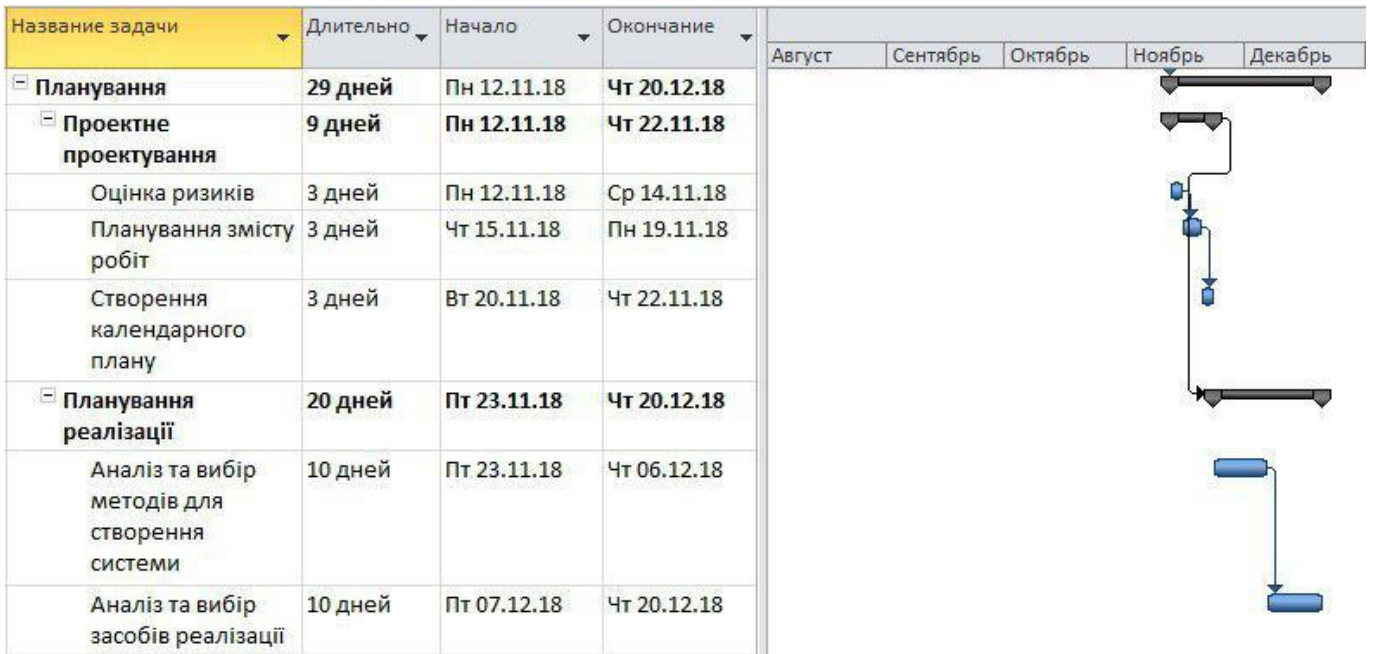 Название задачи Длительно Начало Окончание
Август Сентябрь Октябрь Ноябрь Декабрь
Планування 29 дней Пн 12.11.18 Чт 20.12.18
Проектне 9 дней Пн 12.11.18 Чт 22.11.18
проектування
Оцінка ризиків 3 дней Пн 12.11.18 Ср 14.11.18
Планування змісту 3 дней Чт 15.11.18 Пн 19.11.18
робіт
Створення 3 дней Вт 20.11.18 Чт 22.11.18
календарного
плану
Планування 20 дней Пт 23.11.18 Чт 20.12.18
реалізації
Аналіз та вибір 10 дней Пт 23.11.18 Чт 06.12.18
методів для
створення
системи
Аналіз та вибір 10 дней Пт 07.12.18 Чт 20.12.18
засобів реалізації